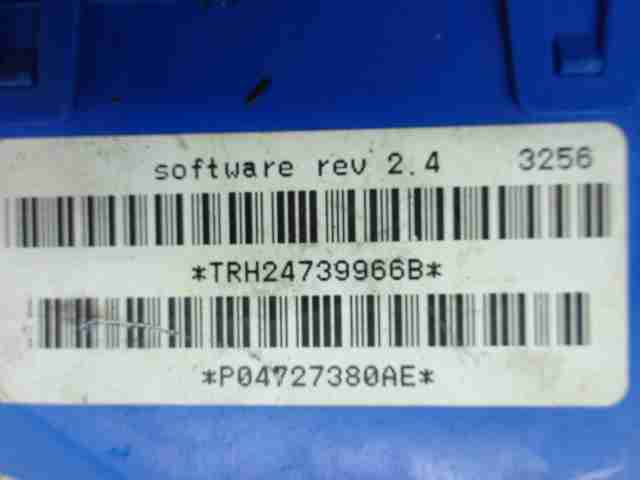 software rev 2.4 3256
*TRH24739966B*
*P04727380AE*